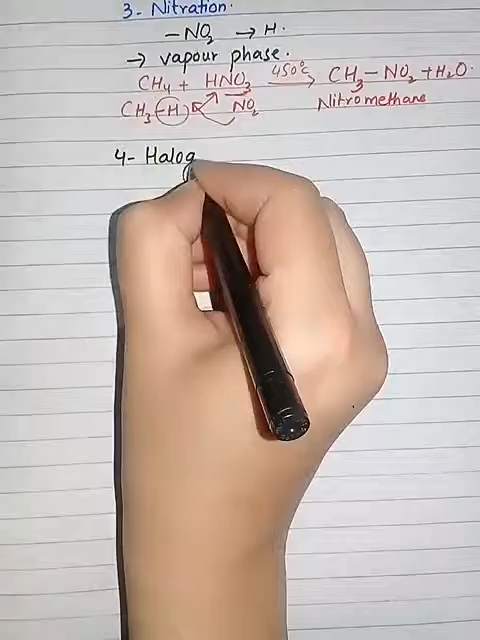 3- Nitration.
-NO₂ → H.
→ vapour phase.
CH₄ + HNO₃ 450°C → CH₃-NO₂ + H₂O.
CH₃-H NO₂ Nitromethane
4- Halog